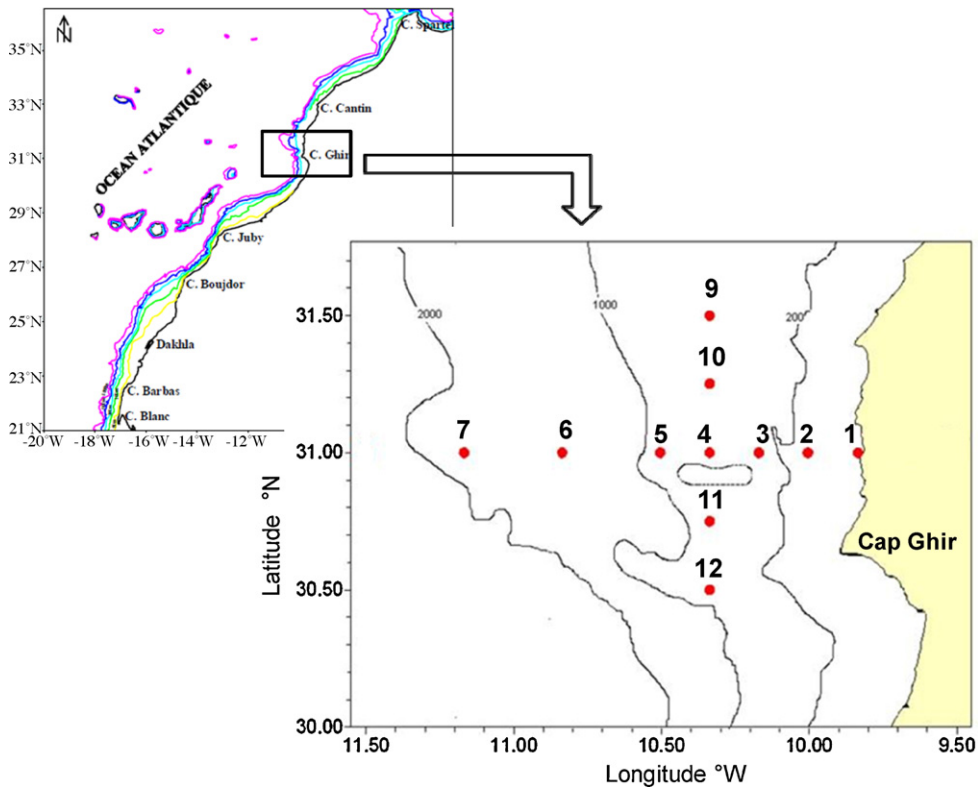 N
35°N
33°N
31°N
29°N
27°N
25°N
23°N
21°N
-20°W -18°W -16°W -14°W -12°W
OCEAN ATLANTIQUE
C. Spartel
C. Cantin
C. Ghir
C. Juby
C. Boujdor
Dakhla
C. Barbas
C. Blanc
2000
1000
200
9
10
7 6 5 4 3 2 1
11
12
Cap Ghir
31.50
31.00
30.50
30.00
Latitude °N
11.50 11.00 10.50 10.00 9.50
Longitude °W